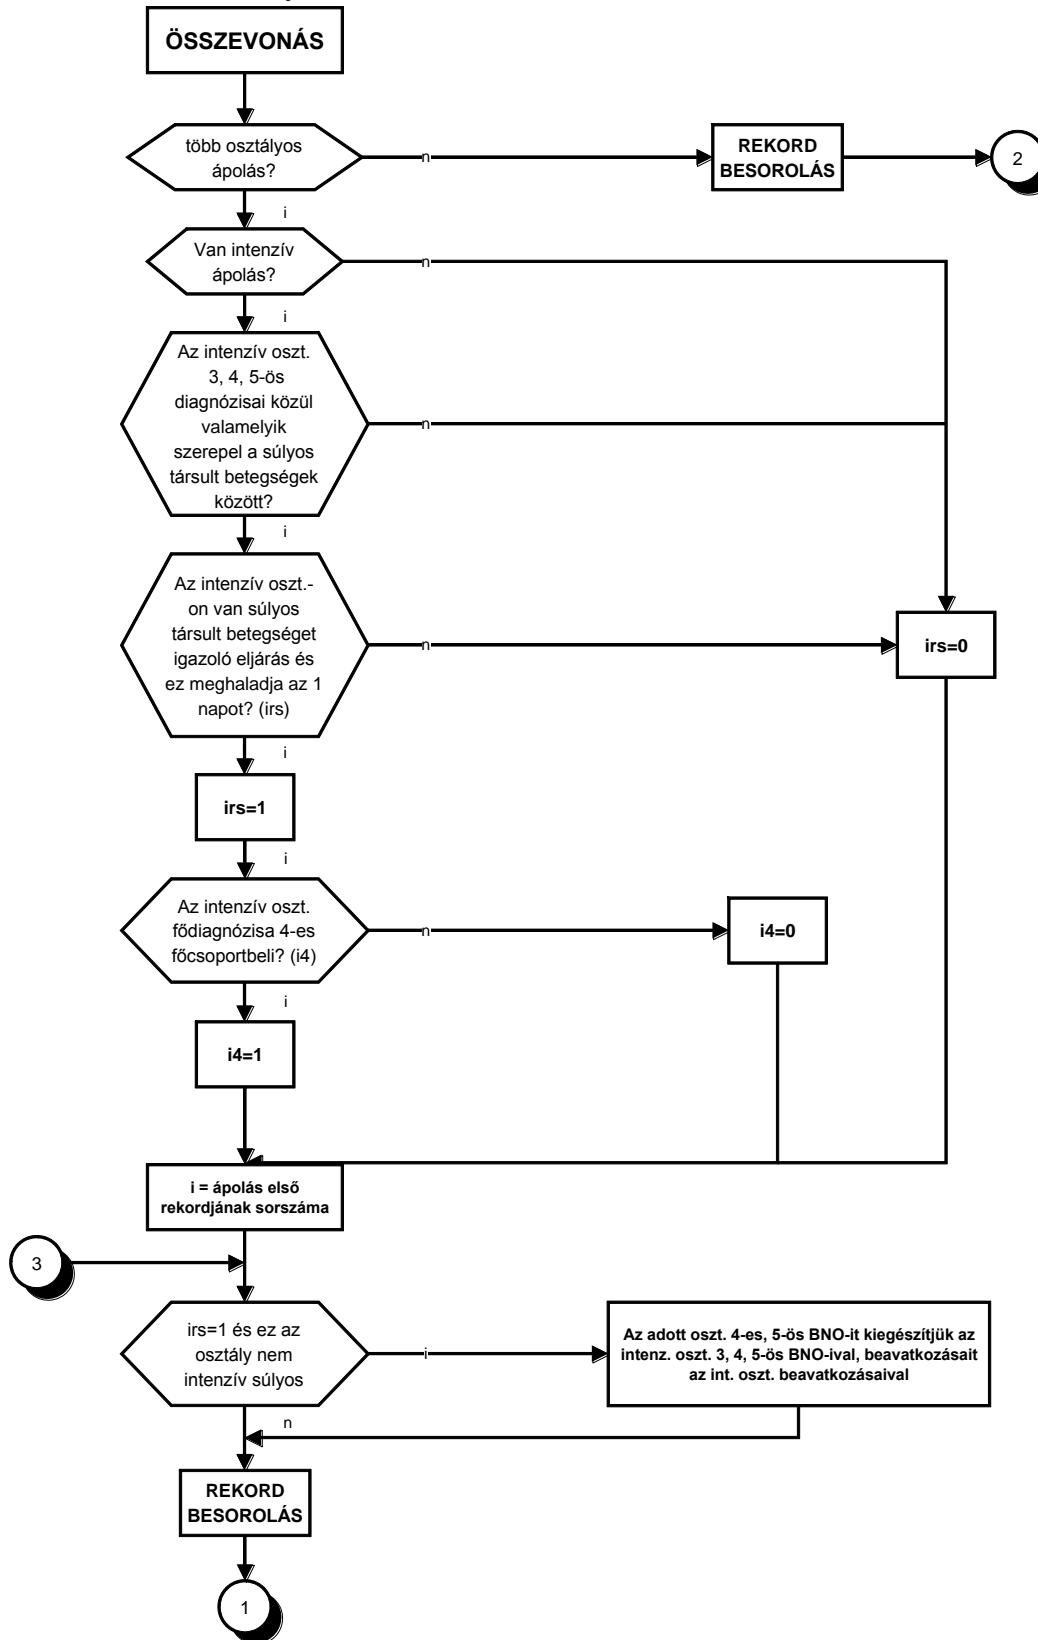 ÖSSZEVONÁS
több osztályos
ápolás?
n
REKORD
BESOROLÁS
2
i
Van intenzív
ápolás?
n
i
Az intenzív oszt.
3, 4, 5-ös
diagnózisai közül
valamelyik
szerepel a súlyos
társult betegségek
között?
n
i
Az intenzív oszt.-
on van súlyos
társult betegséget
igazoló eljárás és
ez meghaladja az 1
napot? (irs)
n
irs=0
i
irs=1
i
Az intenzív oszt.
fődiagnózisa 4-es
főcsoportbeli? (i4)
n
i4=0
i
i4=1
i = ápolás első
rekordjának sorszáma
3
irs=1 és ez az
osztály nem
intenzív súlyos
i
Az adott oszt. 4-es, 5-ös BNO-it kiegészítjük az
intenz. oszt. 3, 4, 5-ös BNO-ival, beavatkozásait
az int. oszt. beavatkozásaival
n
REKORD
BESOROLÁS
1